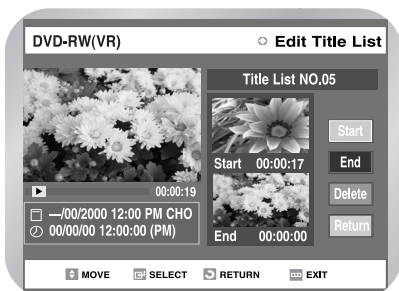 DVD-RW(VR)
Edit Title List
Title List NO.05
Start 00:00:17
End 00:00:00
Start
End
Delete
Return
00:00:19
—/00/2000 12:00 PM CHO
00/00/00 12:00:00 (PM)
MOVE SELECT RETURN EXIT